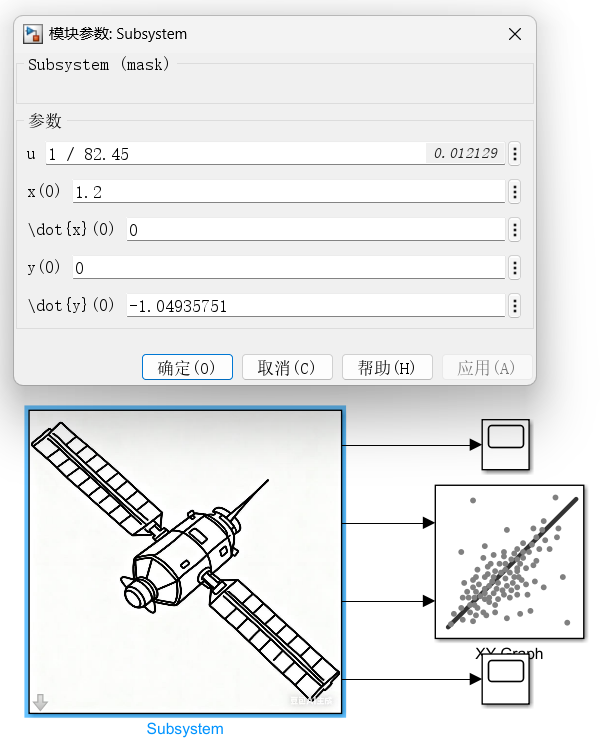 模块参数: Subsystem
Subsystem (mask)
参数
u 1 / 82.45 0.012129
x(0) 1.2
\dot{x}(0) 0
y(0) 0
\dot{y}(0) -1.04935751
确定(O) 取消(C) 帮助(H) 应用(A)
XY Graph
Subsystem